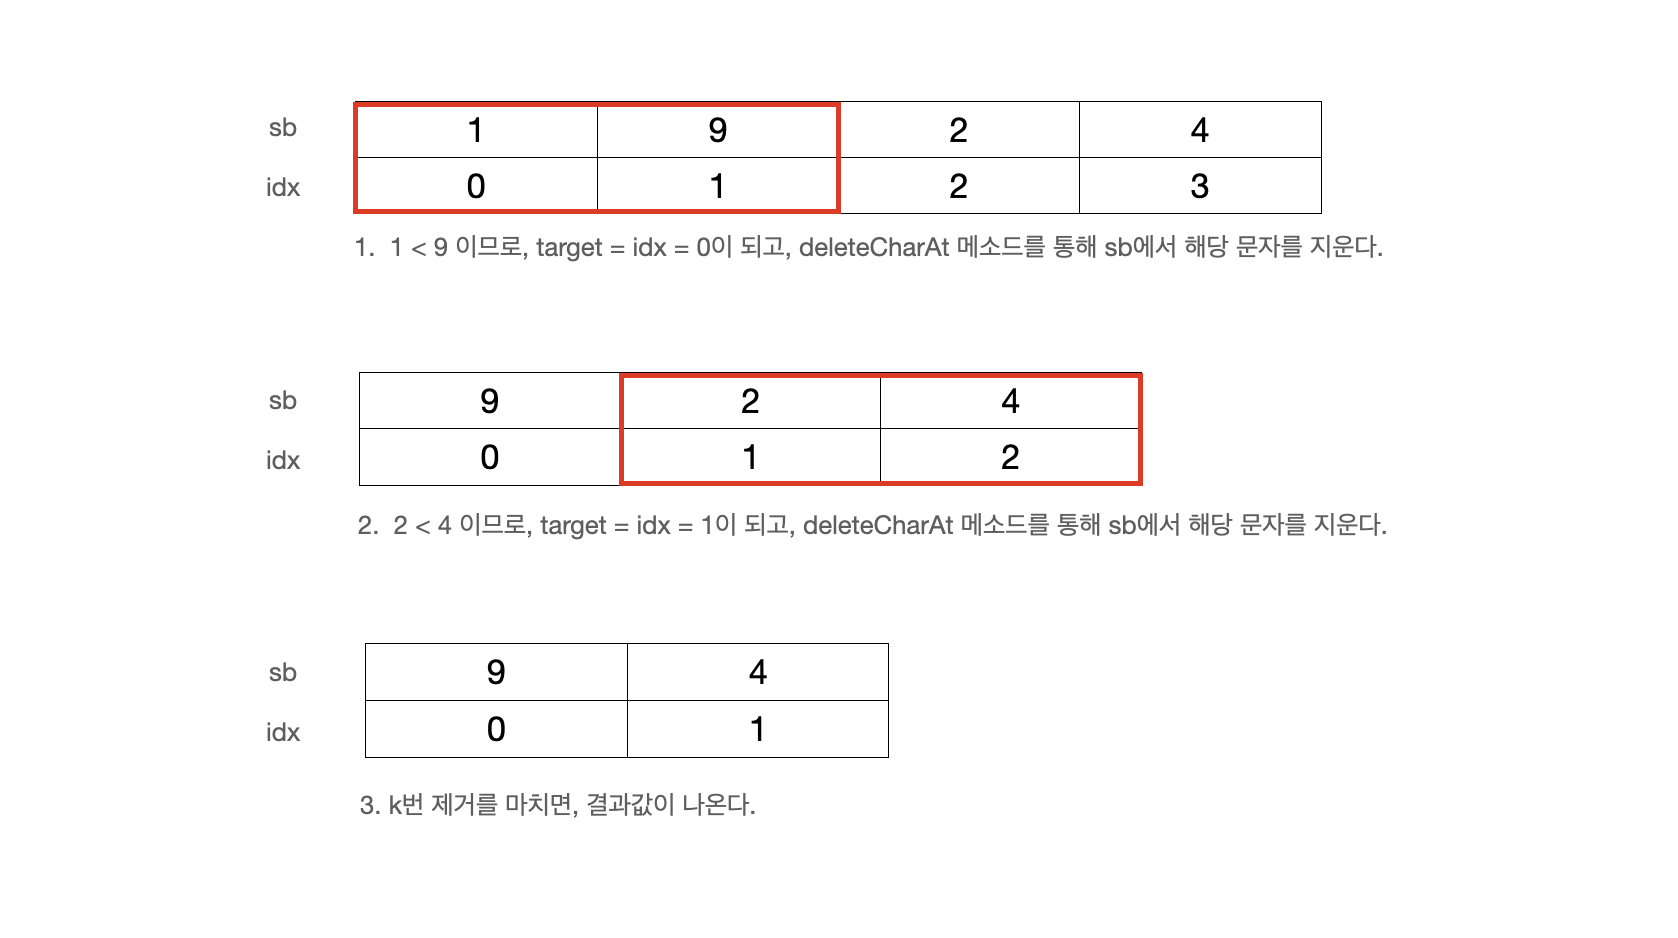 sb 1 9 2 4
idx 0 1 2 3
1. 1 < 9 이므로, target = idx = 0이 되고, deleteCharAt 메소드를 통해 sb에서 해당 문자를 지운다.
sb 9 2 4
idx 0 1 2
2. 2 < 4 이므로, target = idx = 1이 되고, deleteCharAt 메소드를 통해 sb에서 해당 문자를 지운다.
sb 9 4
idx 0 1
3. k번 제거를 마치면, 결과값이 나온다.